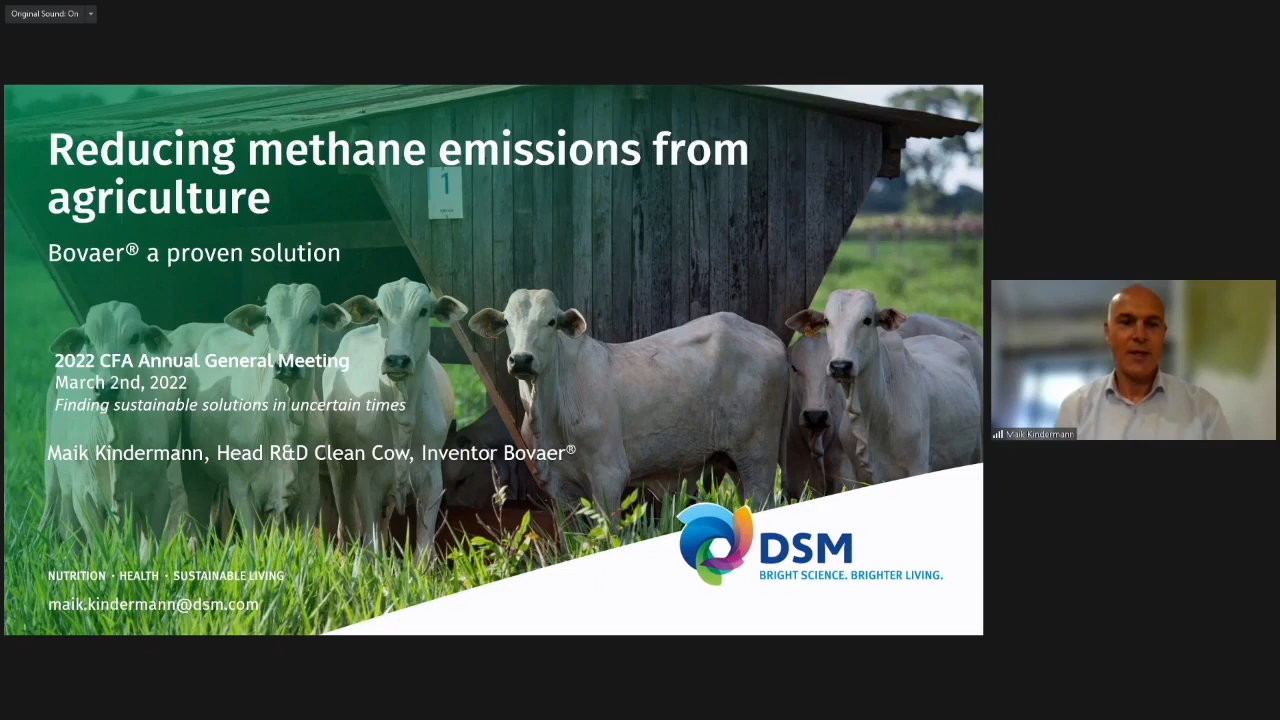 Original Sound: On
Reducing methane emissions from
agriculture
1
Bovaer® a proven solution
2022 CFA Annual General Meeting
March 2nd, 2022
Finding sustainable solutions in uncertain times
Maik Kindermann, Head R&D Clean Cow, Inventor Bovaer®
DSM
BRIGHT SCIENCE. BRIGHTER LIVING.
NUTRITION · HEALTH · SUSTAINABLE LIVING
maik.kindermann@dsm.com
Maik Kindermann